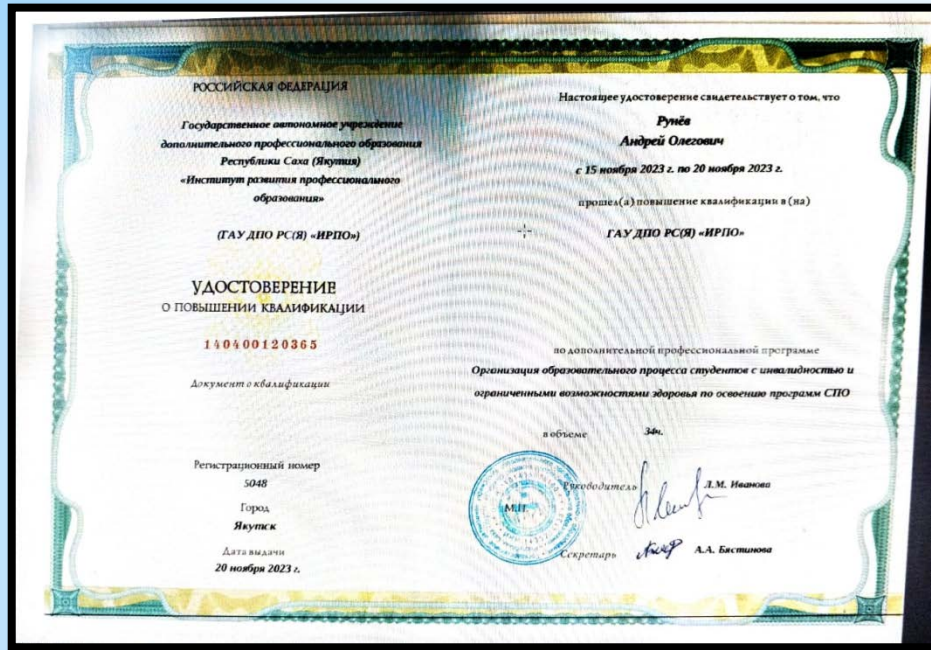 РОССИЙСКАЯ ФЕДЕРАЦИЯ
Государственное автономное учреждение
дополнительного профессионального образования
Республики Саха (Якутия)
«Институт развития профессионального
образования»
(ГАУ ДПО РС(Я) «ИРПО»)
УДОСТОВЕРЕНИЕ
О ПОВЫШЕНИИ КВАЛИФИКАЦИИ
140400120365
Документ о квалификации
Регистрационный номер
5048
Город
Якутск
Дата выдачи
20 ноября 2023 г.
Настоящее удостоверение свидетельствует о том, что
Рунёв
Андрей Олегович
с 15 ноября 2023 г. по 20 ноября 2023 г.
прошел(а) повышение квалификации в (на)
ГАУ ДПО РС(Я) «ИРПО»
по дополнительной профессиональной программе
Организация образовательного процесса студентов с инвалидностью и
ограниченными возможностями здоровья по освоению программ СПО
в объеме 34ч.
Руководитель Л.М. Иванова
М.П.
Секретарь А.А. Бястинова